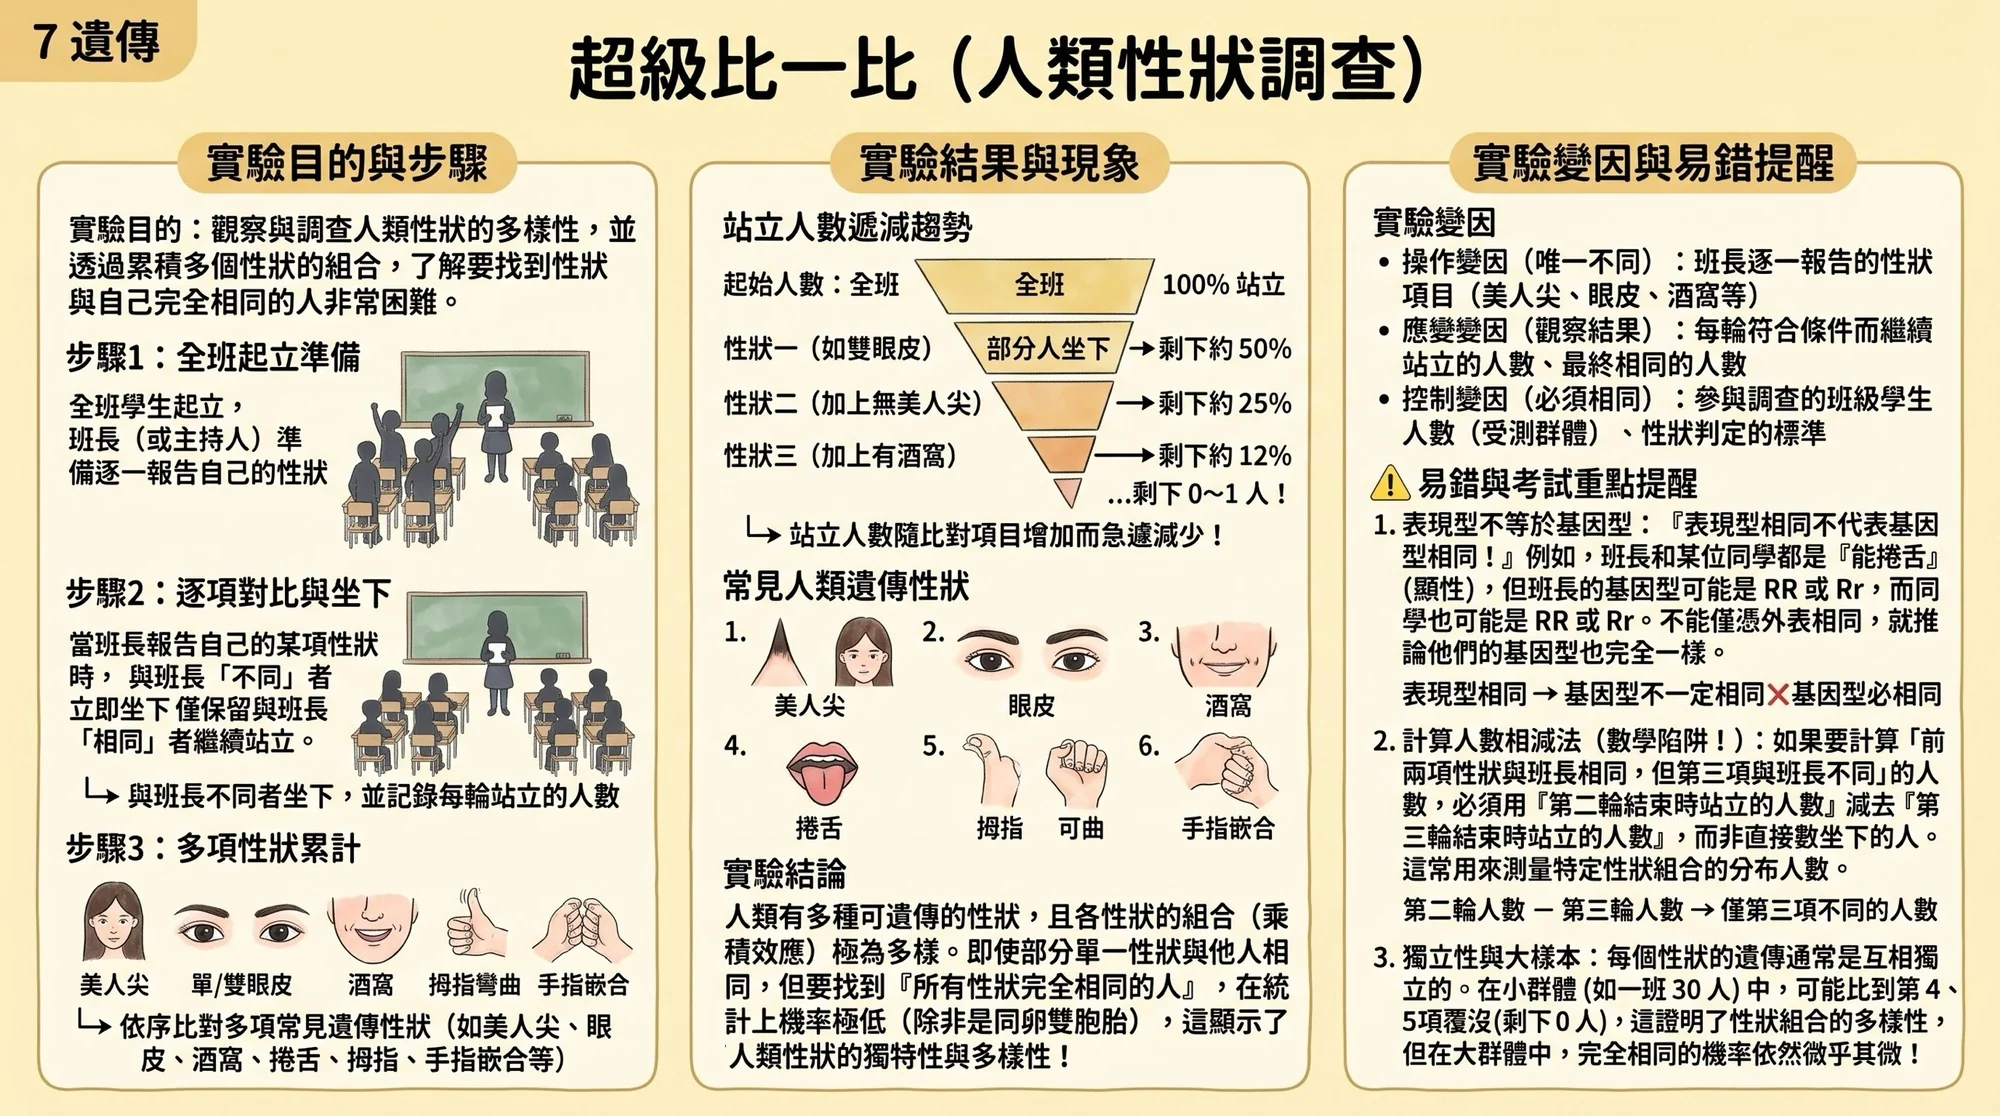 7 遺傳
超級比一比（人類性狀調查）
實驗目的與步驟
實驗目的：觀察與調查人類性狀的多樣性，並
透過累積多個性狀的組合，了解要找到性狀
與自己完全相同的人非常困難。
步驟1：全班起立準備
全班學生起立，
班長（或主持人）準
備逐一報告自己的性狀
步驟2：逐項對比與坐下
當班長報告自己的某項性狀
時， 與班長「不同」者
立即坐下 僅保留與班長
「相同」者繼續站立。
↳ 與班長不同者坐下，並記錄每輪站立的人數
步驟3：多項性狀累計
美人尖
單/雙眼皮
酒窩
拇指彎曲
手指嵌合
↳ 依序比對多項常見遺傳性狀（如美人尖、眼
皮、酒窩、捲舌、拇指、手指嵌合等）
實驗結果與現象
站立人數遞減趨勢
起始人數：全班 全班 100% 站立
性狀一（如雙眼皮） 部分人坐下 → 剩下約 50%
性狀二（加上無美人尖） → 剩下約 25%
性狀三（加上有酒窩） → 剩下約 12%
...剩下 0～1 人！
↳ 站立人數隨比對項目增加而急遽減少！
常見人類遺傳性狀
1. 美人尖
2. 眼皮
3. 酒窩
4. 捲舌
5. 拇指 可曲
6. 手指嵌合
實驗結論
人類有多種可遺傳的性狀，且各性狀的組合（乘
積效應）極為多樣。即使部分單一性狀與他人相
同，但要找到『所有性狀完全相同的人』，在統
計上機率極低（除非是同卵雙胞胎），這顯示了
人類性狀的獨特性與多樣性！
實驗變因與易錯提醒
實驗變因
• 操作變因（唯一不同）：班長逐一報告的性狀
項目（美人尖、眼皮、酒窩等）
• 應變變因（觀察結果）：每輪符合條件而繼續
站立的人數、最終相同的人數
• 控制變因（必須相同）：參與調查的班級學生
人數（受測群體）、性狀判定的標準
⚠ 易錯與考試重點提醒
1. 表現型不等於基因型：『表現型相同不代表基因
型相同！』例如，班長和某位同學都是『能捲舌』
(顯性)，但班長的基因型可能是 RR 或 Rr，而同
學也可能是 RR 或 Rr。不能僅憑外表相同，就推
論他們的基因型也完全一樣。
表現型相同 → 基因型不一定相同❌基因型必相同
2. 計算人數相減法（數學陷阱！）：如果要計算「前
兩項性狀與班長相同，但第三項與班長不同」的人
數，必須用『第二輪結束時站立的人數』減去『第
三輪結束時站立的人數』，而非直接數坐下的人。
這常用來測量特定性狀組合的分布人數。
第二輪人數 － 第三輪人數 → 僅第三項不同的人數
3. 獨立性與大樣本：每個性狀的遺傳通常是互相獨
立的。在小群體 (如一班 30 人) 中，可能比到第 4、
5項覆沒(剩下 0 人)，這證明了性狀組合的多樣性，
但在大群體中，完全相同的機率依然微乎其微！